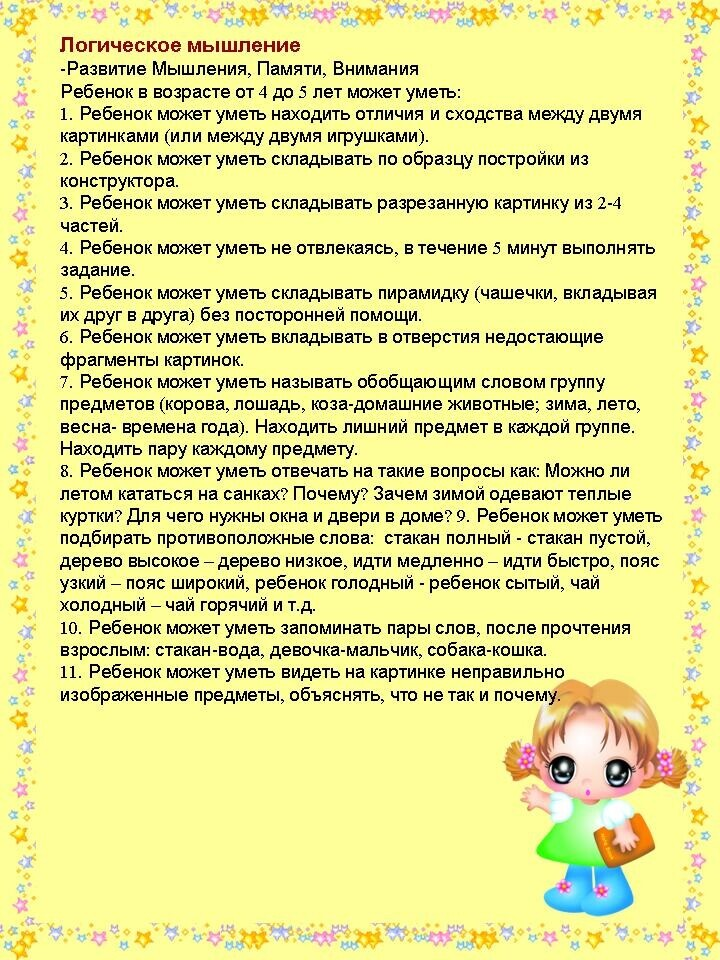 Логическое мышление
-Развитие Мышления, Памяти, Внимания
Ребенок в возрасте от 4 до 5 лет может уметь:
1. Ребенок может уметь находить отличия и сходства между двумя
картинками (или между двумя игрушками).
2. Ребенок может уметь складывать по образцу постройки из
конструктора.
3. Ребенок может уметь складывать разрезанную картинку из 2-4
частей.
4. Ребенок может уметь не отвлекаясь, в течение 5 минут выполнять
задание.
5. Ребенок может уметь складывать пирамидку (чашечки, вкладывая
их друг в друга) без посторонней помощи.
6. Ребенок может уметь вкладывать в отверстия недостающие
фрагменты картинок.
7. Ребенок может уметь называть обобщающим словом группу
предметов (корова, лошадь, коза-домашние животные; зима, лето,
весна- времена года). Находить лишний предмет в каждой группе.
Находить пару каждому предмету.
8. Ребенок может уметь отвечать на такие вопросы как: Можно ли
летом кататься на санках? Почему? Зачем зимой одевают теплые
куртки? Для чего нужны окна и двери в доме? 9. Ребенок может уметь
подбирать противоположные слова:  стакан полный - стакан пустой,
дерево высокое – дерево низкое, идти медленно – идти быстро, пояс
узкий – пояс широкий, ребенок голодный - ребенок сытый, чай
холодный – чай горячий и т.д.
10. Ребенок может уметь запоминать пары слов, после прочтения
взрослым: стакан-вода, девочка-мальчик, собака-кошка.
11. Ребенок может уметь видеть на картинке неправильно
изображенные предметы, объяснять, что не так и почему.